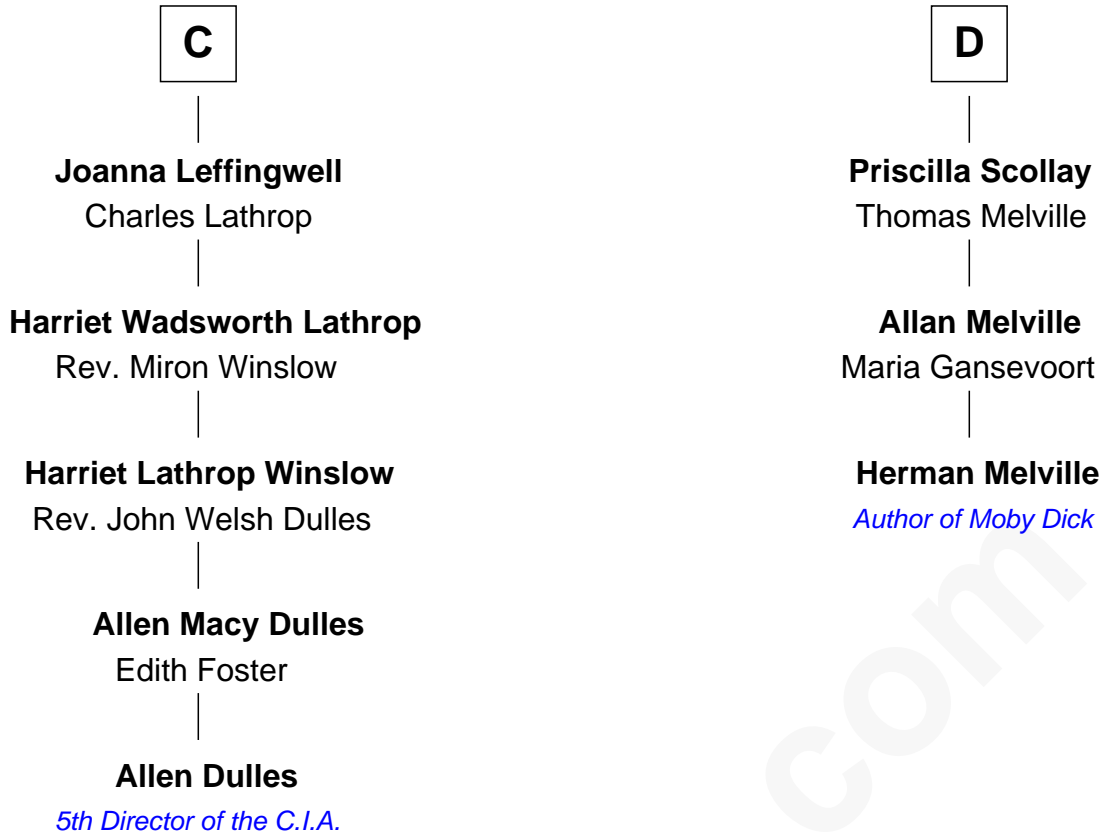 C
Joanna Leffingwell
Charles Lathrop
Harriet Wadsworth Lathrop
Rev. Miron Winslow
Harriet Lathrop Winslow
Rev. John Welsh Dulles
Allen Macy Dulles
Edith Foster
Allen Dulles
5th Director of the C.I.A.
D
Priscilla Scollay
Thomas Melville
Allan Melville
Maria Gansevoort
Herman Melville
Author of Moby Dick
com